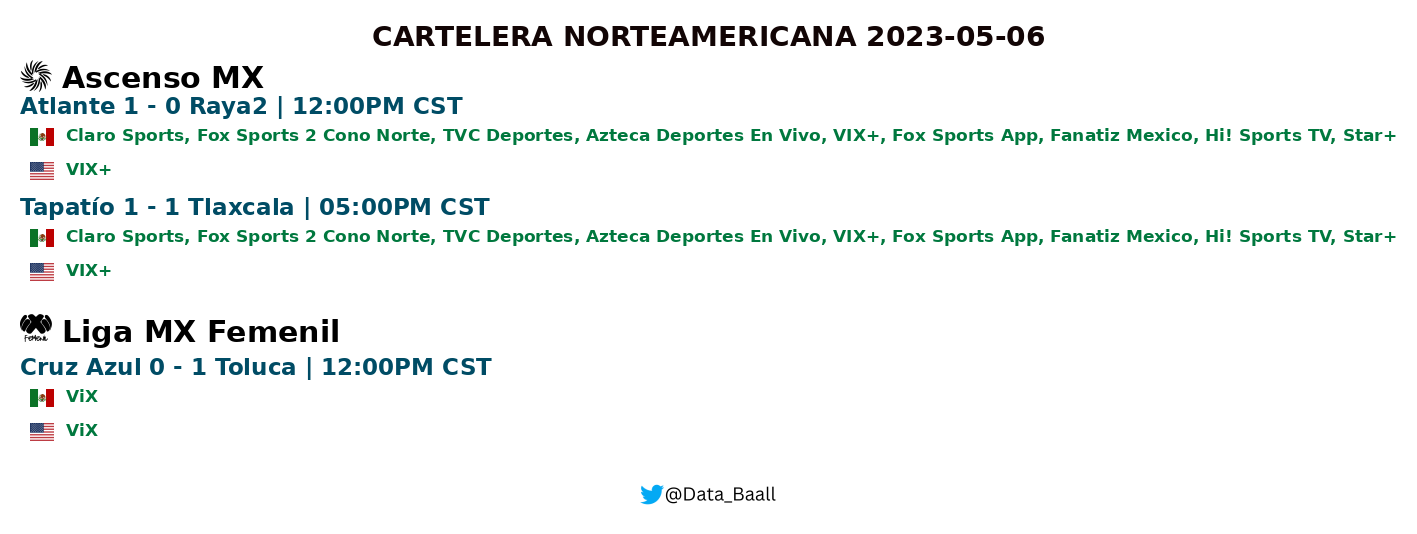 CARTELERA NORTEAMERICANA 2023-05-06
Ascenso MX
Atlante 1 - 0 Raya2 | 12:00PM CST
Claro Sports, Fox Sports 2 Cono Norte, TVC Deportes, Azteca Deportes En Vivo, VIX+, Fox Sports App, Fanatiz Mexico, Hi! Sports TV, Star+
VIX+
Tapatío 1 - 1 Tlaxcala | 05:00PM CST
Claro Sports, Fox Sports 2 Cono Norte, TVC Deportes, Azteca Deportes En Vivo, VIX+, Fox Sports App, Fanatiz Mexico, Hi! Sports TV, Star+
VIX+
Liga MX Femenil
Cruz Azul 0 - 1 Toluca | 12:00PM CST
ViX
ViX
@Data_Baall